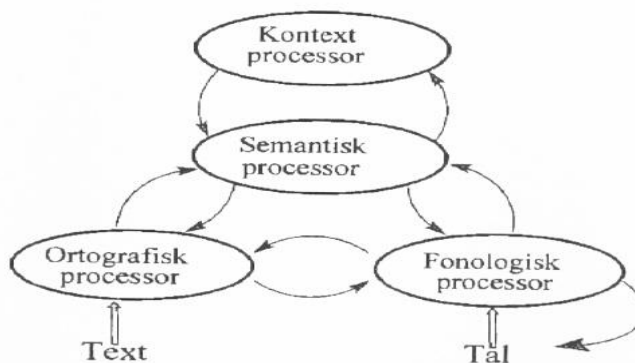 Kontext
processor
Semantisk
processor
Ortografisk
processor
Fonologisk
processor
Text
Tal